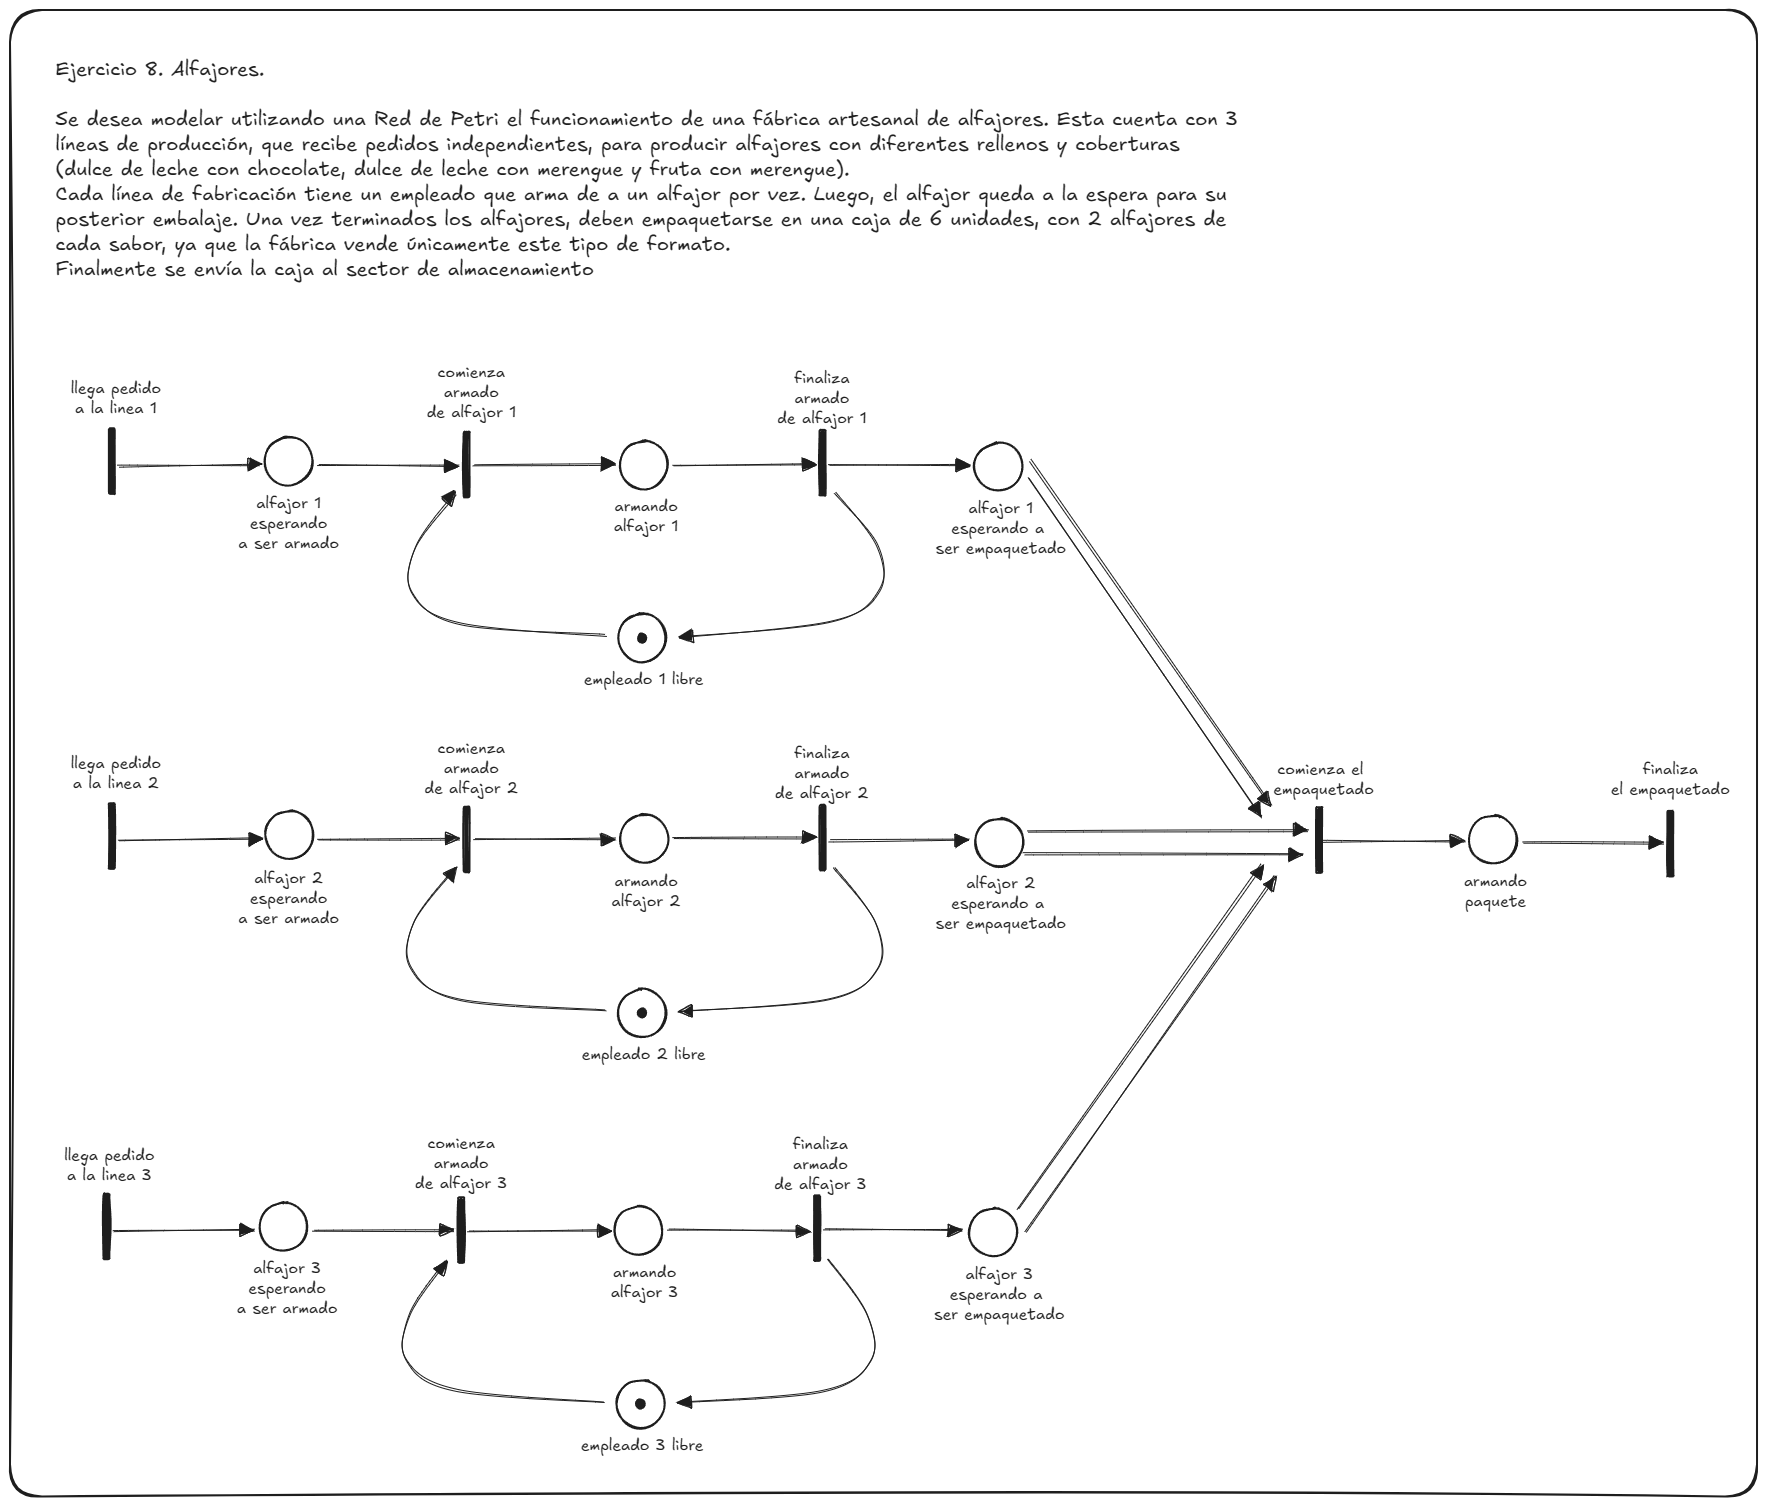 Ejercicio 8. Alfajores.
Se desea modelar utilizando una Red de Petri el funcionamiento de una fábrica artesanal de alfajores. Esta cuenta con 3
líneas de producción, que recibe pedidos independientes, para producir alfajores con diferentes rellenos y coberturas
(dulce de leche con chocolate, dulce de leche con merengue y fruta con merengue).
Cada línea de fabricación tiene un empleado que arma de a un alfajor por vez. Luego, el alfajor queda a la espera para su
posterior embalaje. Una vez terminados los alfajores, deben empaquetarse en una caja de 6 unidades, con 2 alfajores de
cada sabor, ya que la fábrica vende únicamente este tipo de formato.
Finalmente se envía la caja al sector de almacenamiento
llega pedido
a la linea 1
comienza
armado
de alfajor 1
finaliza
armado
de alfajor 1
alfajor 1
esperando
a ser armado
armando
alfajor 1
alfajor 1
esperando a
ser empaquetado
empleado 1 libre
llega pedido
a la linea 2
comienza
armado
de alfajor 2
finaliza
armado
de alfajor 2
comienza el
empaquetado
finaliza
el empaquetado
alfajor 2
esperando
a ser armado
armando
alfajor 2
alfajor 2
esperando a
ser empaquetado
armando
paquete
empleado 2 libre
llega pedido
a la linea 3
comienza
armado
de alfajor 3
finaliza
armado
de alfajor 3
alfajor 3
esperando
a ser armado
armando
alfajor 3
alfajor 3
esperando a
ser empaquetado
empleado 3 libre